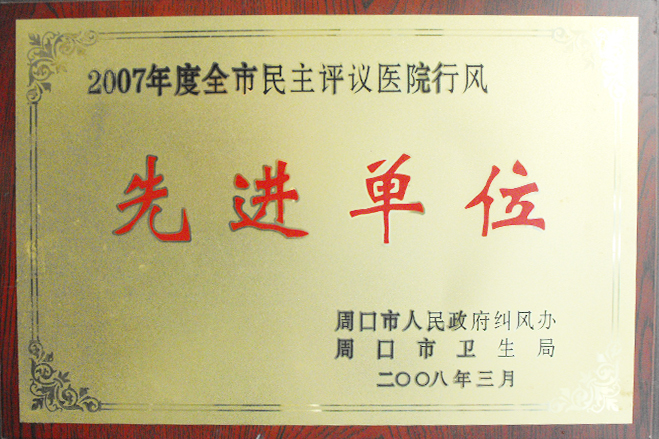 2007年度全市民主评议医院行风
先进单位
周口市人民政府纠风办
周口市卫生局
二〇〇八年三月